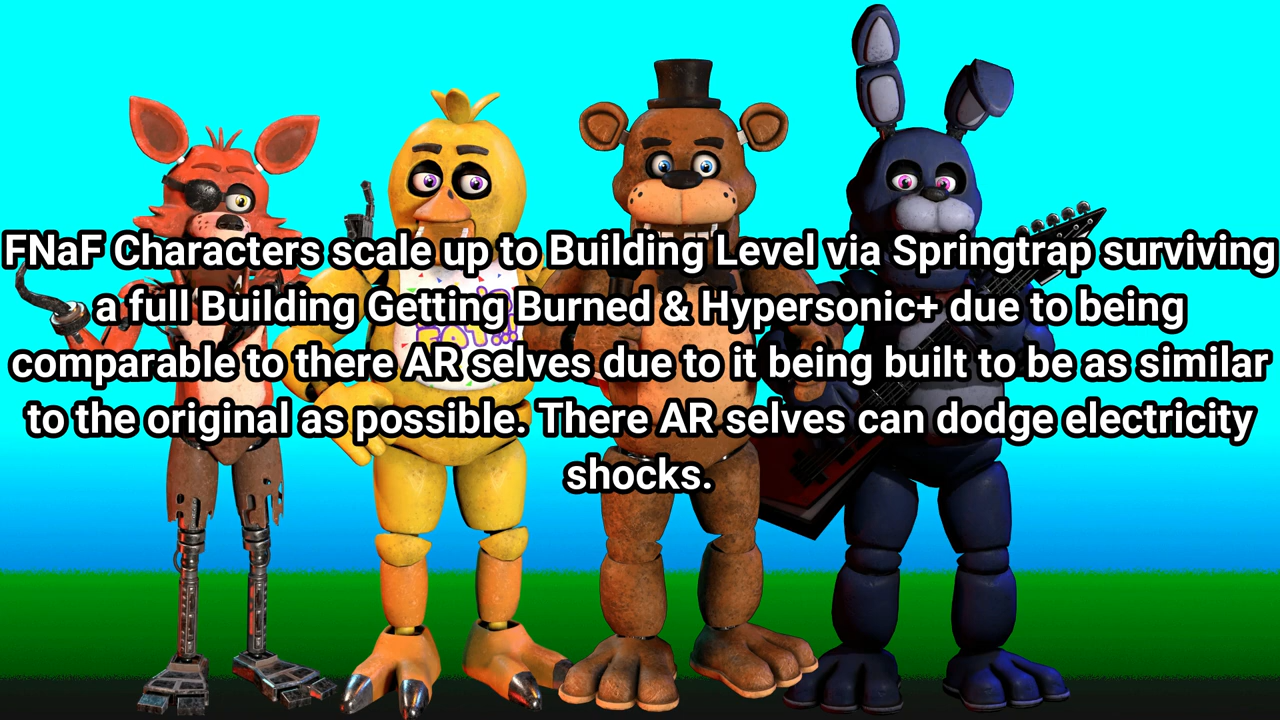 FNaF Characters scale up to Building Level via Springtrap surviving
a full Building Getting Burned & Hypersonic+ due to being
comparable to there AR selves due to it being built to be as similar
to the original as possible. There AR selves can dodge electricity
shocks.